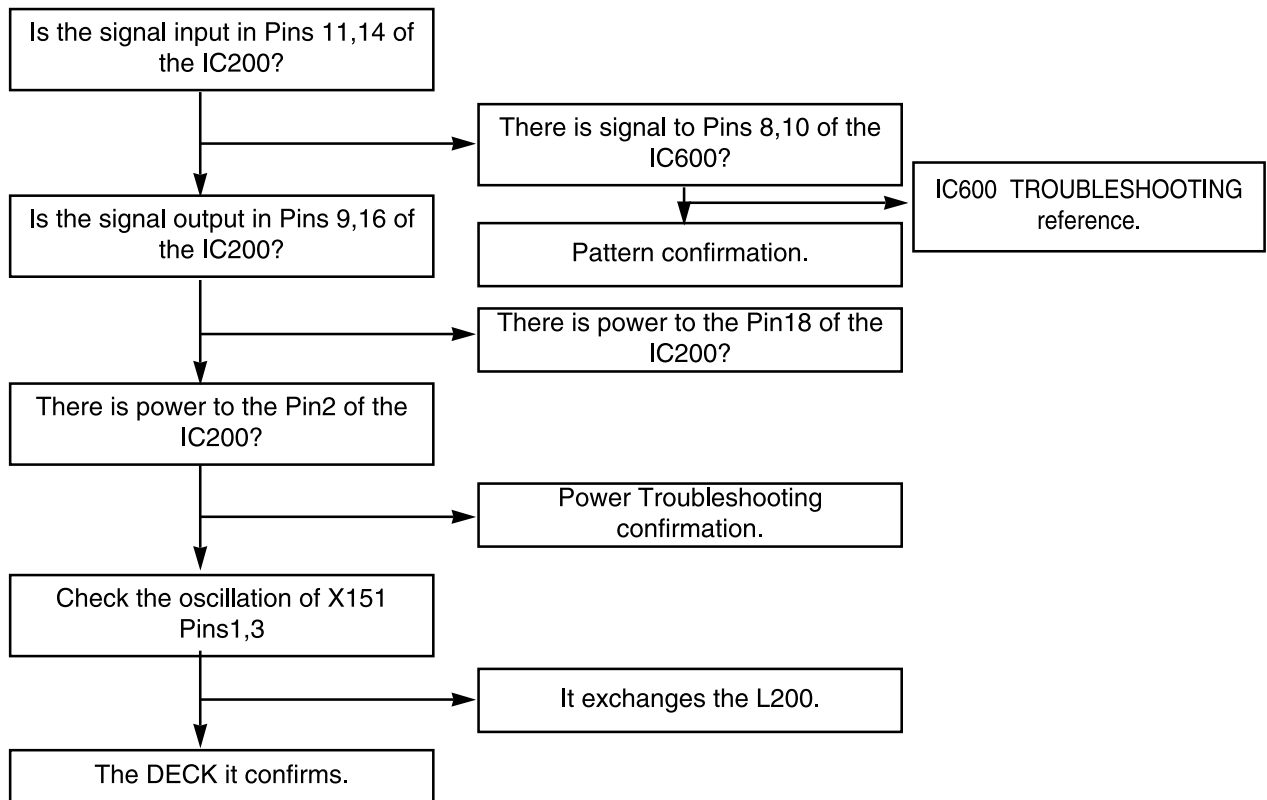 Is the signal input in Pins 11,14 of
the IC200?
There is signal to Pins 8,10 of the
IC600?
IC600 TROUBLESHOOTING
reference.
Is the signal output in Pins 9,16 of
the IC200?
Pattern confirmation.
There is power to the Pin18 of the
IC200?
There is power to the Pin2 of the
IC200?
Power Troubleshooting
confirmation.
Check the oscillation of X151
Pins1,3
It exchanges the L200.
The DECK it confirms.